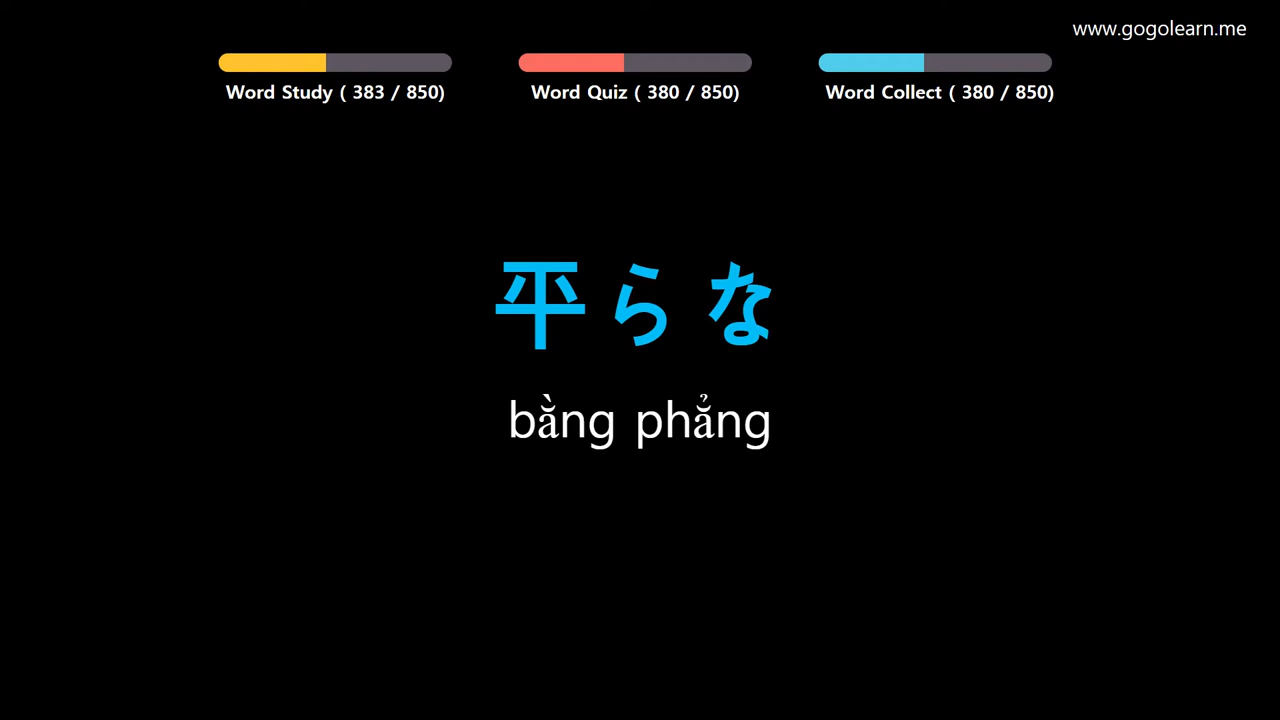 www.gogolearn.me
Word Study ( 383 / 850)
Word Quiz ( 380 / 850)
Word Collect ( 380 / 850)
平らな
bằng phẳng